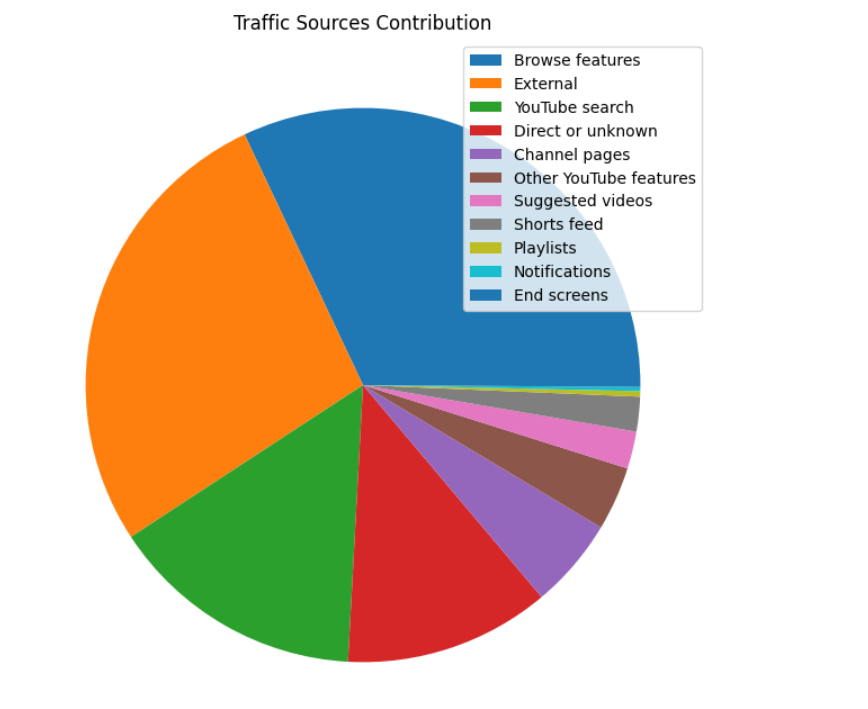 Traffic Sources Contribution
Browse features
External
YouTube search
Direct or unknown
Channel pages
Other YouTube features
Suggested videos
Shorts feed
Playlists
Notifications
End screens